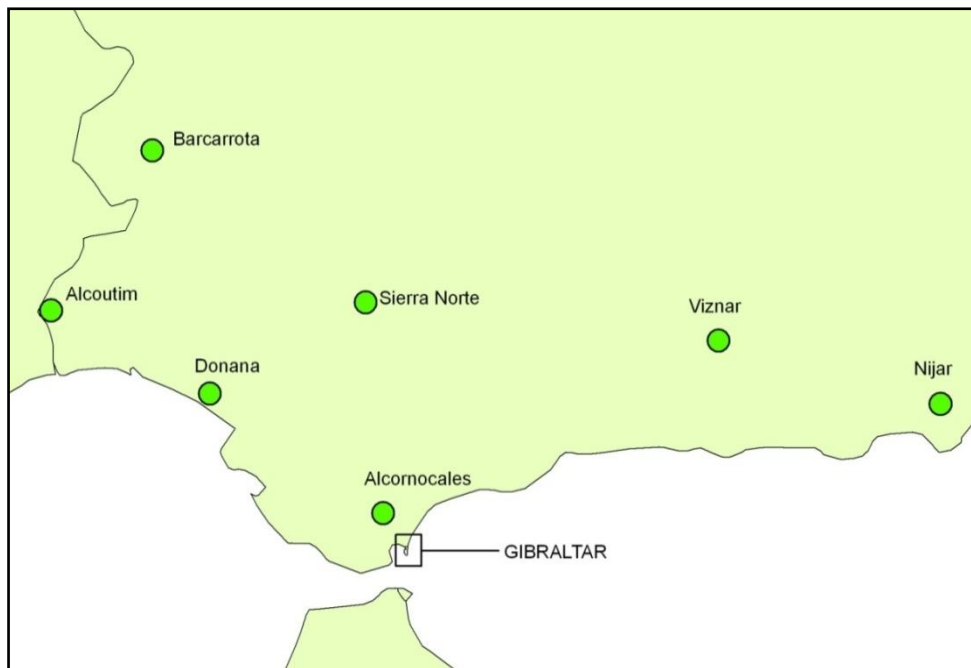 Barcarrota
Alcoutim
Sierra Norte
Viznar
Donana
Nijar
Alcornocales
GIBRALTAR